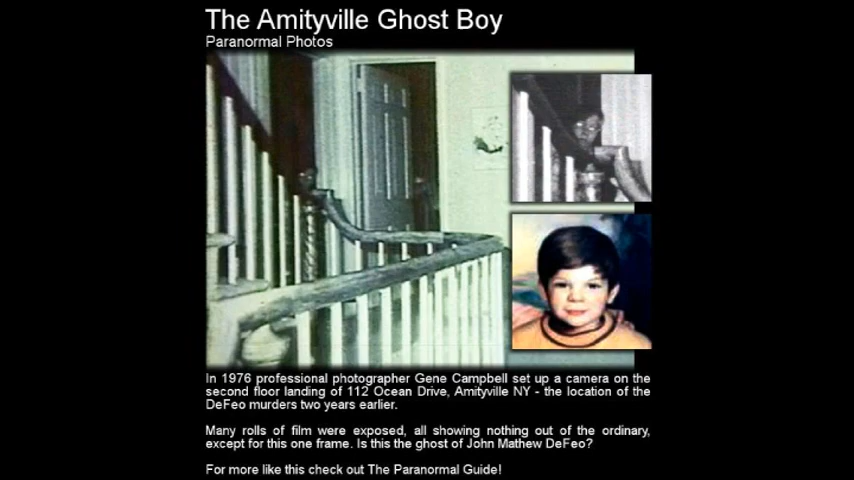 The Amityville Ghost Boy
Paranormal Photos
In 1976 professional photographer Gene Campbell set up a camera on the
second floor landing of 112 Ocean Drive, Amityville NY - the location of the
DeFeo murders two years earlier.
Many rolls of film were exposed, all showing nothing out of the ordinary,
except for this one frame. Is this the ghost of John Mathew DeFeo?
For more like this check out The Paranormal Guide!